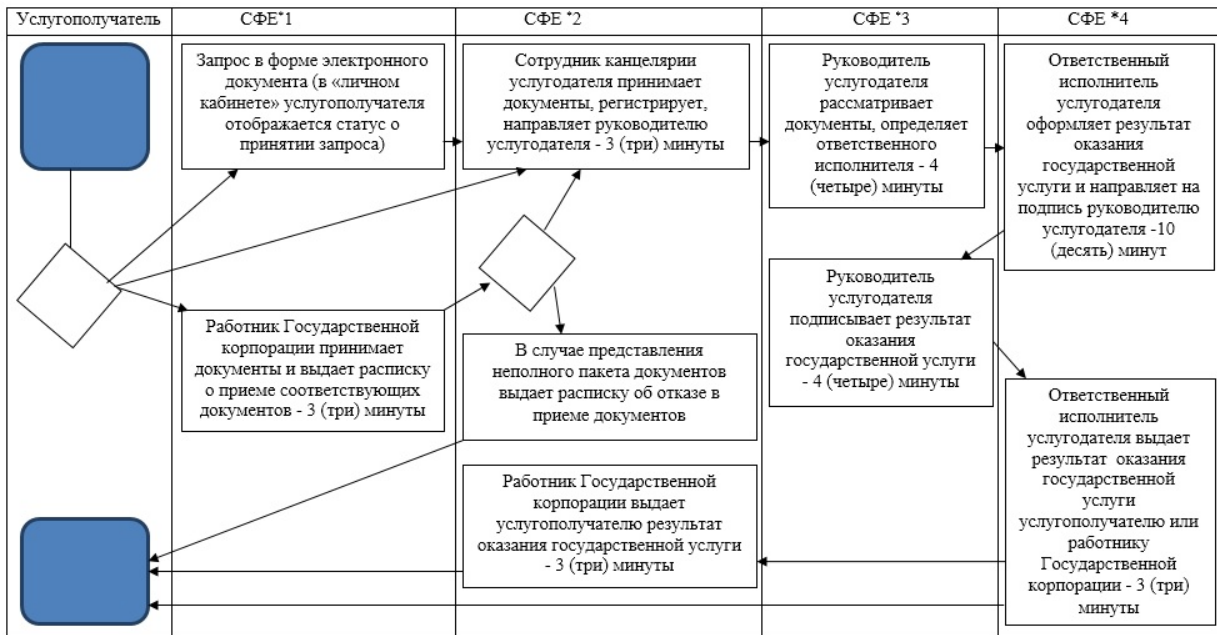 Услугополучатель
СФЕ*1
СФЕ *2
СФЕ *3
СФЕ *4
Запрос в форме электронного
документа (в «личном
кабинете» услугополучателя
отображается статус о
принятии запроса)
Сотрудник канцелярии
услугодателя принимает
документы, регистрирует,
направляет руководителю
услугодателя - 3 (три) минуты
Руководитель
услугодателя
рассматривает
документы, определяет
ответственного
исполнителя - 4
(четыре) минуты
Ответственный
исполнитель
услугодателя
оформляет результат
оказания
государственной
услуги и направляет на
подпись руководителю
услугодателя -10
(десять) минут
Работник Государственной
корпорации принимает
документы и выдает расписку
о приеме соответствующих
документов - 3 (три) минуты
В случае представления
неполного пакета документов
выдает расписку об отказе в
приеме документов
Руководитель
услугодателя
подписывает результат
оказания
государственной услуги
- 4 (четыре) минуты
Ответственный
исполнитель
услугодателя выдает
результат оказания
государственной
услуги
услугополучателю или
работнику
Государственной
корпорации - 3 (три)
минуты
Работник Государственной
корпорации выдает
услугополучателю результат
оказания государственной услуги
- 3 (три) минуты